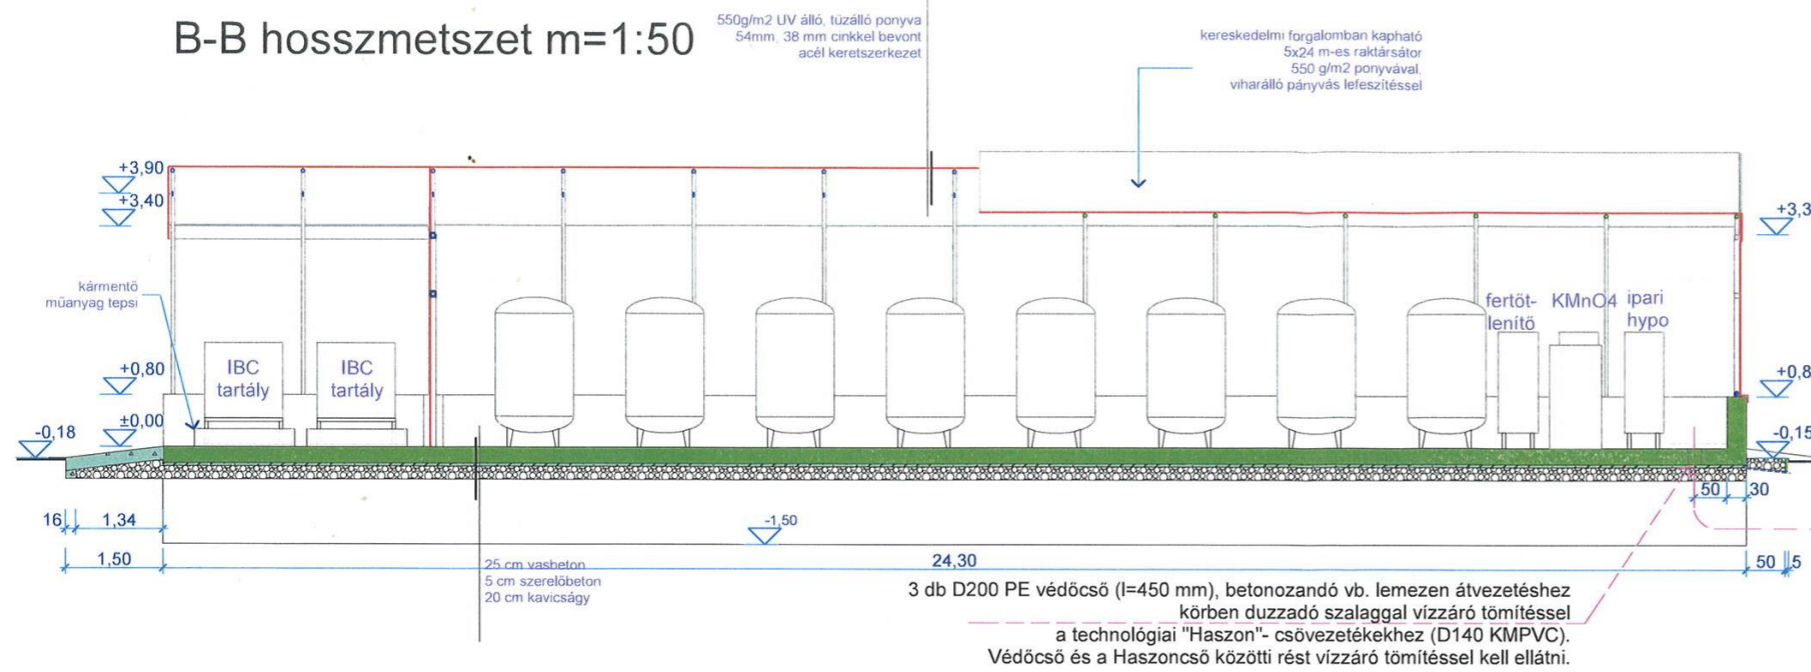 B-B hosszmetszet m=1:50
550g/m2 UV álló, tűzálló ponyva
54mm, 38 mm cinkkel bevont
acél keretszerkezet
kereskedelmi forgalomban kapható
5x24 m-es raktársátor
550 g/m2 ponyvával,
viharálló pányvás lefeszítéssel
+3,90
+3,40
+3,3
kármentő
műanyag tepsi
fertőt-
lenítő
KMnO4
ipari
hypo
IBC
tartály
IBC
tartály
+0,80
+0,8
±0,00
-0,18
-0,15
50
30
16
1,34
-1,50
1,50
24,30
50
5
25 cm vasbeton
5 cm szerelőbeton
20 cm kavicságy
3 db D200 PE védőcső (l=450 mm), betonozandó vb. lemezen átvezetéshez
körben duzzadó szalaggal vízzáró tömítéssel
a technológiai "Haszon"- csövezetékekhez (D140 KMPVC).
Védőcső és a Haszoncső közötti rést vízzáró tömítéssel kell ellátni.